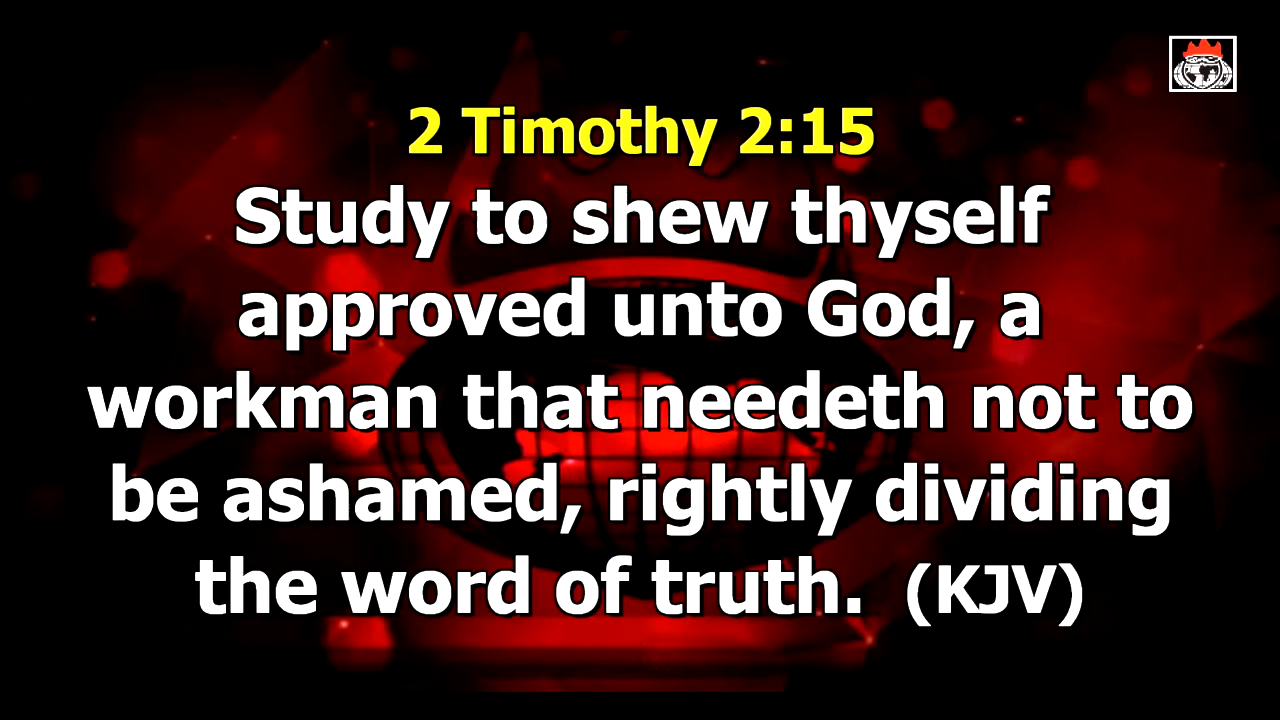 2 Timothy 2:15
Study to shew thyself
approved unto God, a
workman that needeth not to
be ashamed, rightly dividing
the word of truth.  (KJV)